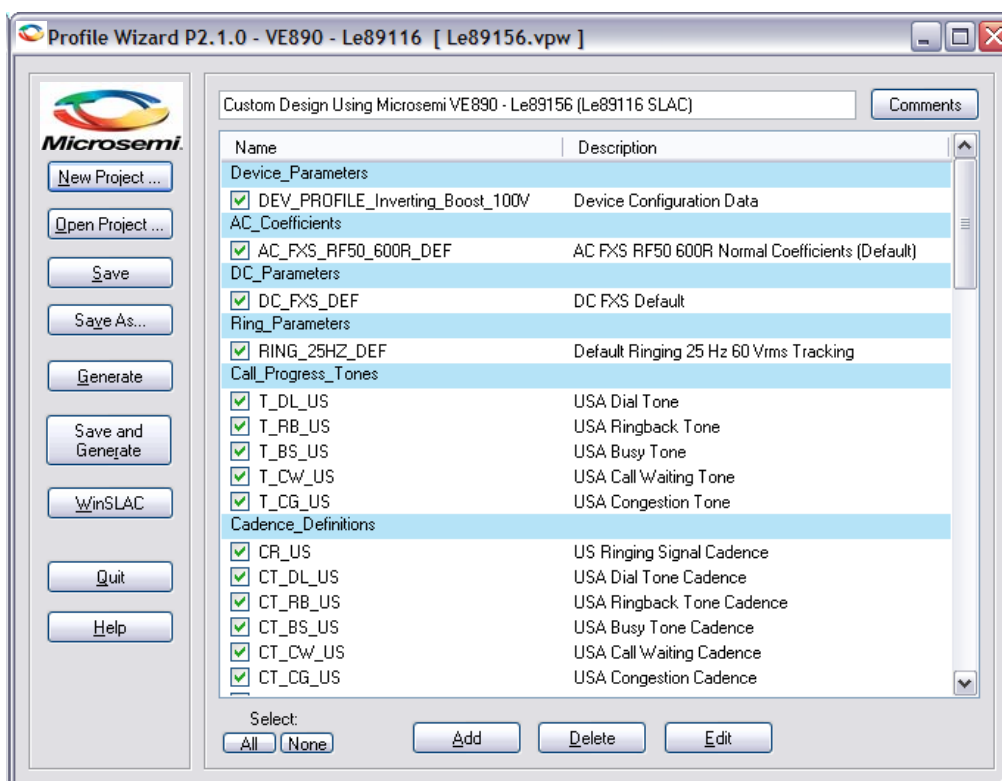 Profile Wizard P2.1.0 - VE890 - Le89116 [ Le89156.vpw ]
Microsemi.
New Project ...
Open Project ...
Save
Save As...
Generate
Save and
Generate
WinSLAC
Quit
Help
Custom Design Using Microsemi VE890 - Le89156 (Le89116 SLAC)
Comments
Name Description
Device_Parameters
DEV_PROFILE_Inverting_Boost_100V Device Configuration Data
AC_Coefficients
AC_FXS_RF50_600R_DEF AC FXS RF50 600R Normal Coefficients (Default)
DC_Parameters
DC_FXS_DEF DC FXS Default
Ring_Parameters
RING_25HZ_DEF Default Ringing 25 Hz 60 Vrms Tracking
Call_Progress_Tones
T_DL_US USA Dial Tone
T_RB_US USA Ringback Tone
T_BS_US USA Busy Tone
T_CW_US USA Call Waiting Tone
T_CG_US USA Congestion Tone
Cadence_Definitions
CR_US US Ringing Signal Cadence
CT_DL_US USA Dial Tone Cadence
CT_RB_US USA Ringback Tone Cadence
CT_BS_US USA Busy Tone Cadence
CT_CW_US USA Call Waiting Cadence
CT_CG_US USA Congestion Cadence
Select:
All None Add Delete Edit